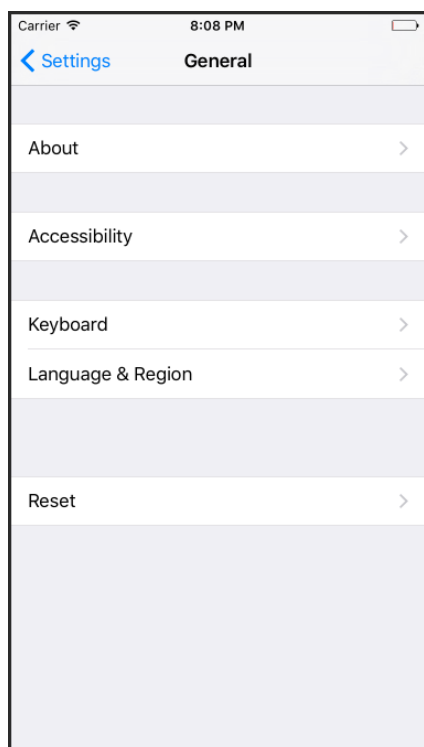 Carrier 8:08 PM
Settings General
About
Accessibility
Keyboard
Language & Region
Reset